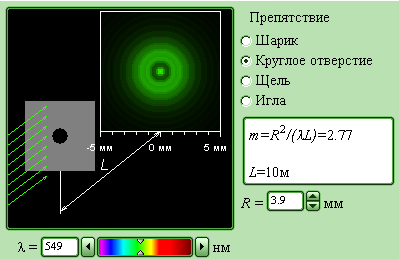 Препятствие
Шарик
Круглое отверстие
Щель
Игла
-5 мм 0 мм 5 мм
L
m=R²/(λL)=2.77
L=10м
R = 3.9 мм
λ = 549 нм